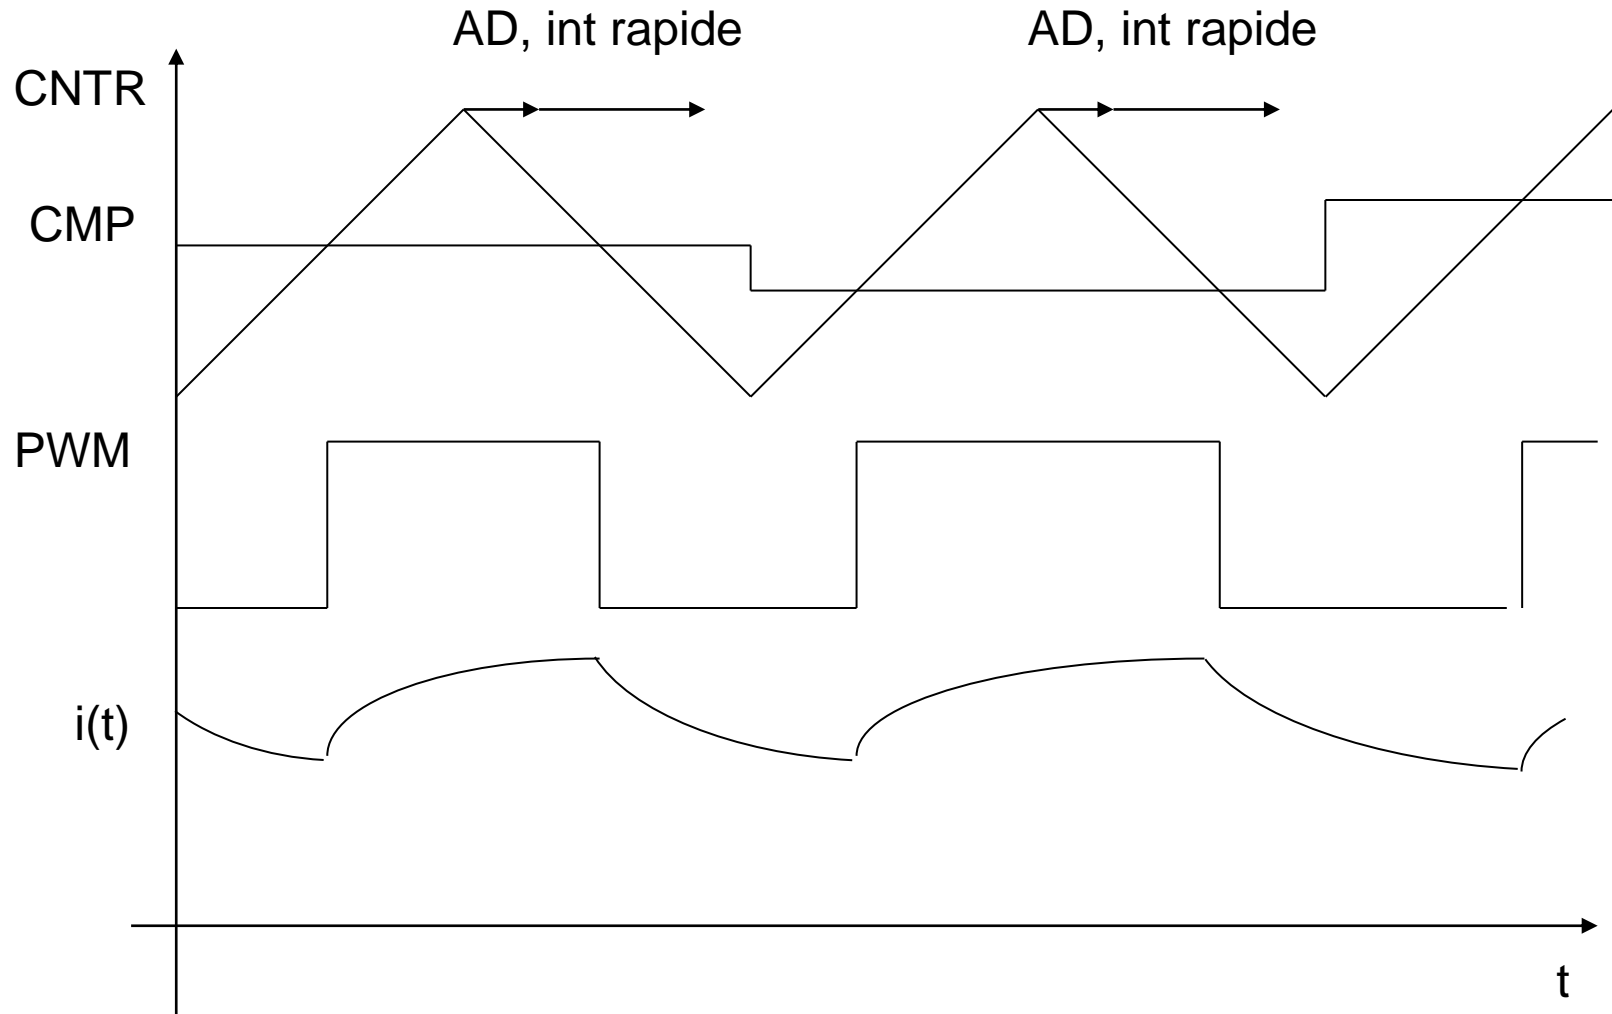 AD, int rapide
AD, int rapide
CNTR
CMP
PWM
i(t)
t